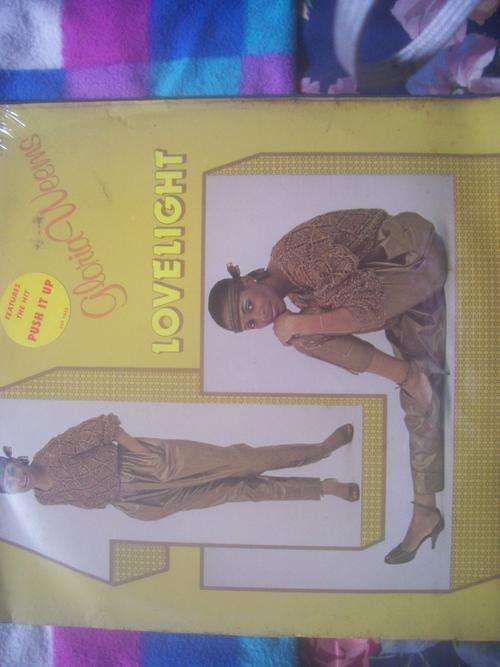 Gloria Weems
LOVELIGHT
FEATURES
THE HIT
PUSH IT UP